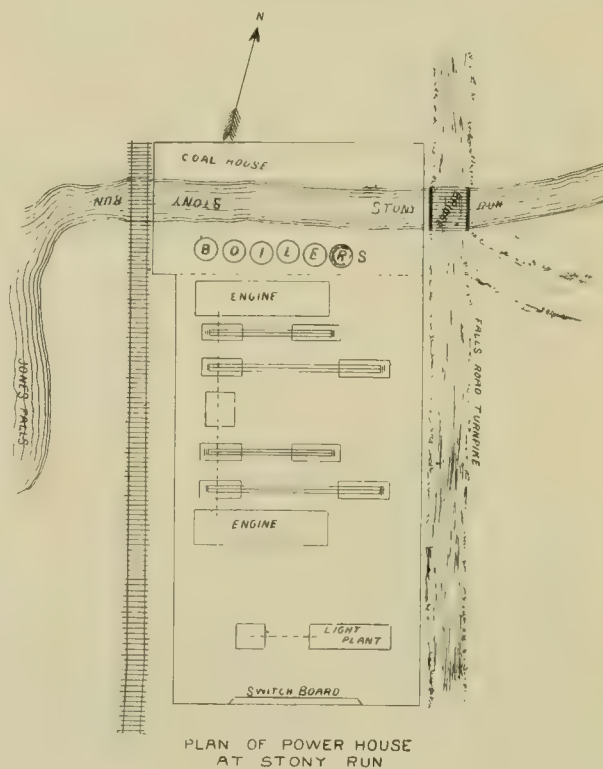 N
COAL HOUSE
RUN
STONY
STONY
RUN
BOILERS
ENGINE
JONES FALLS
FALLS ROAD TURNPIKE
ENGINE
LIGHT PLANT
SWITCH BOARD
PLAN OF POWER HOUSE
AT STONY RUN